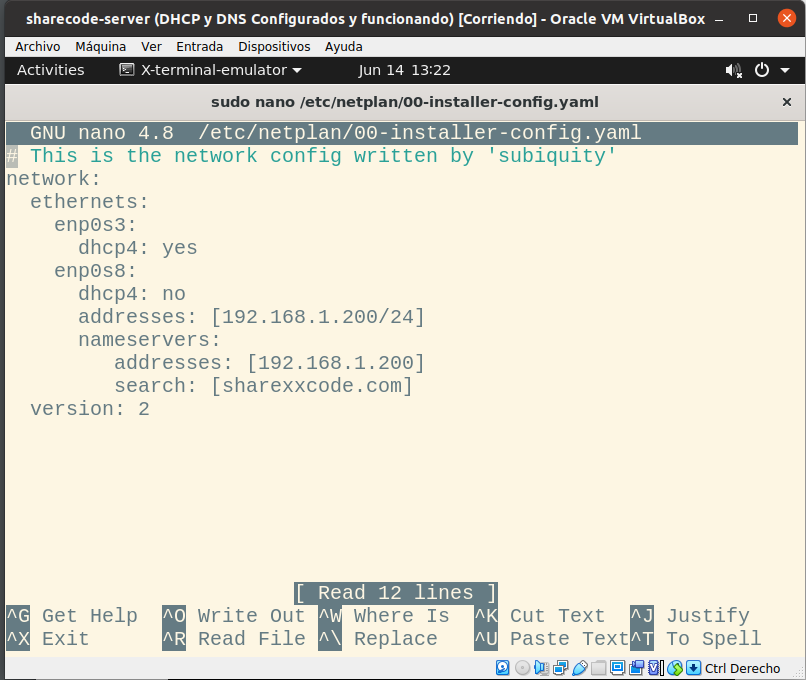 sharecode-server (DHCP y DNS Configurados y funcionando) [Corriendo] - Oracle VM VirtualBox
Archivo Máquina Ver Entrada Dispositivos Ayuda
Activities X-terminal-emulator Jun 14 13:22
sudo nano /etc/netplan/00-installer-config.yaml
GNU nano 4.8 /etc/netplan/00-installer-config.yaml
# This is the network config written by 'subiquity'
network:
  ethernets:
    enp0s3:
      dhcp4: yes
    enp0s8:
      dhcp4: no
      addresses: [192.168.1.200/24]
      nameservers:
         addresses: [192.168.1.200]
         search: [sharexxcode.com]
  version: 2
[ Read 12 lines ]
^G Get Help ^O Write Out ^W Where Is ^K Cut Text ^J Justify
^X Exit ^R Read File ^\ Replace ^U Paste Text ^T To Spell
Ctrl Derecho